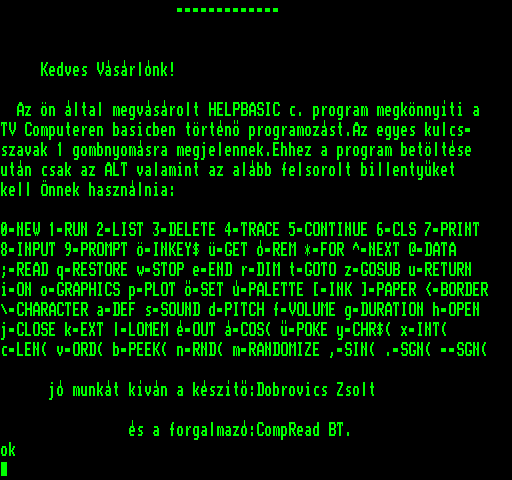 -------------
Kedves Vásárlónk!
Az ön által megvásárolt HELPBASIC c. program megkönnyíti a
TV Computeren basicben történő programozást.Az egyes kulcs-
szavak 1 gombnyomásra megjelennek.Ehhez a program betöltése
után csak az ALT valamint az alább felsorolt billentyűket
kell Önnek használnia:
0-NEW 1-RUN 2-LIST 3-DELETE 4-TRACE 5-CONTINUE 6-CLS 7-PRINT
8-INPUT 9-PROMPT ö-INKEY$ ü-GET ó-REM *-FOR ^-NEXT @-DATA
;-READ q-RESTORE w-STOP e-END r-DIM t-GOTO z-GOSUB u-RETURN
i-ON o-GRAPHICS p-PLOT ő-SET ú-PALETTE [-INK ]-PAPER <-BORDER
\-CHARACTER a-DEF s-SOUND d-PITCH f-VOLUME g-DURATION h-OPEN
j-CLOSE k-EXT l-LOMEM é-OUT á-COS( ű-POKE y-CHR$( x-INT(
c-LEN( v-ORD( b-PEEK( n-RND( m-RANDOMIZE ,-SIN( .-SGN( --SGN(
jó munkát kíván a készítő:Dobrovics Zsolt
és a forgalmazó:CompRead BT.
ok